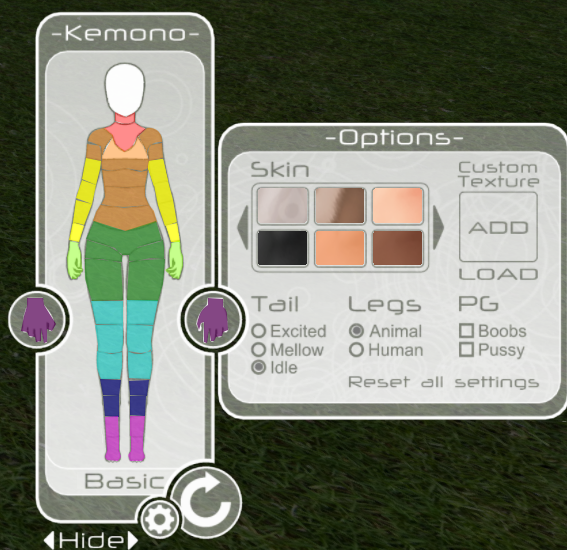 -Kemono-
-Options-
Skin
Custom
Texture
ADD
LOAD
Tail
Legs
PG
Excited
Animal
Boobs
Mellow
Human
Pussy
Idle
Reset all settings
Basic
Hide